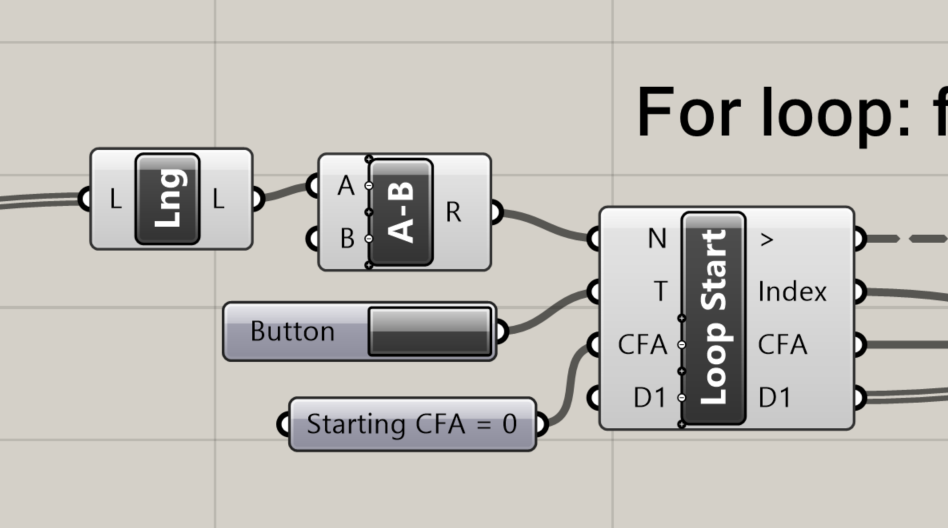 For loop: f
L Lng L
A A-B R
B
N Loop Start >
T Index
CFA CFA
D1 D1
Button
Starting CFA = 0